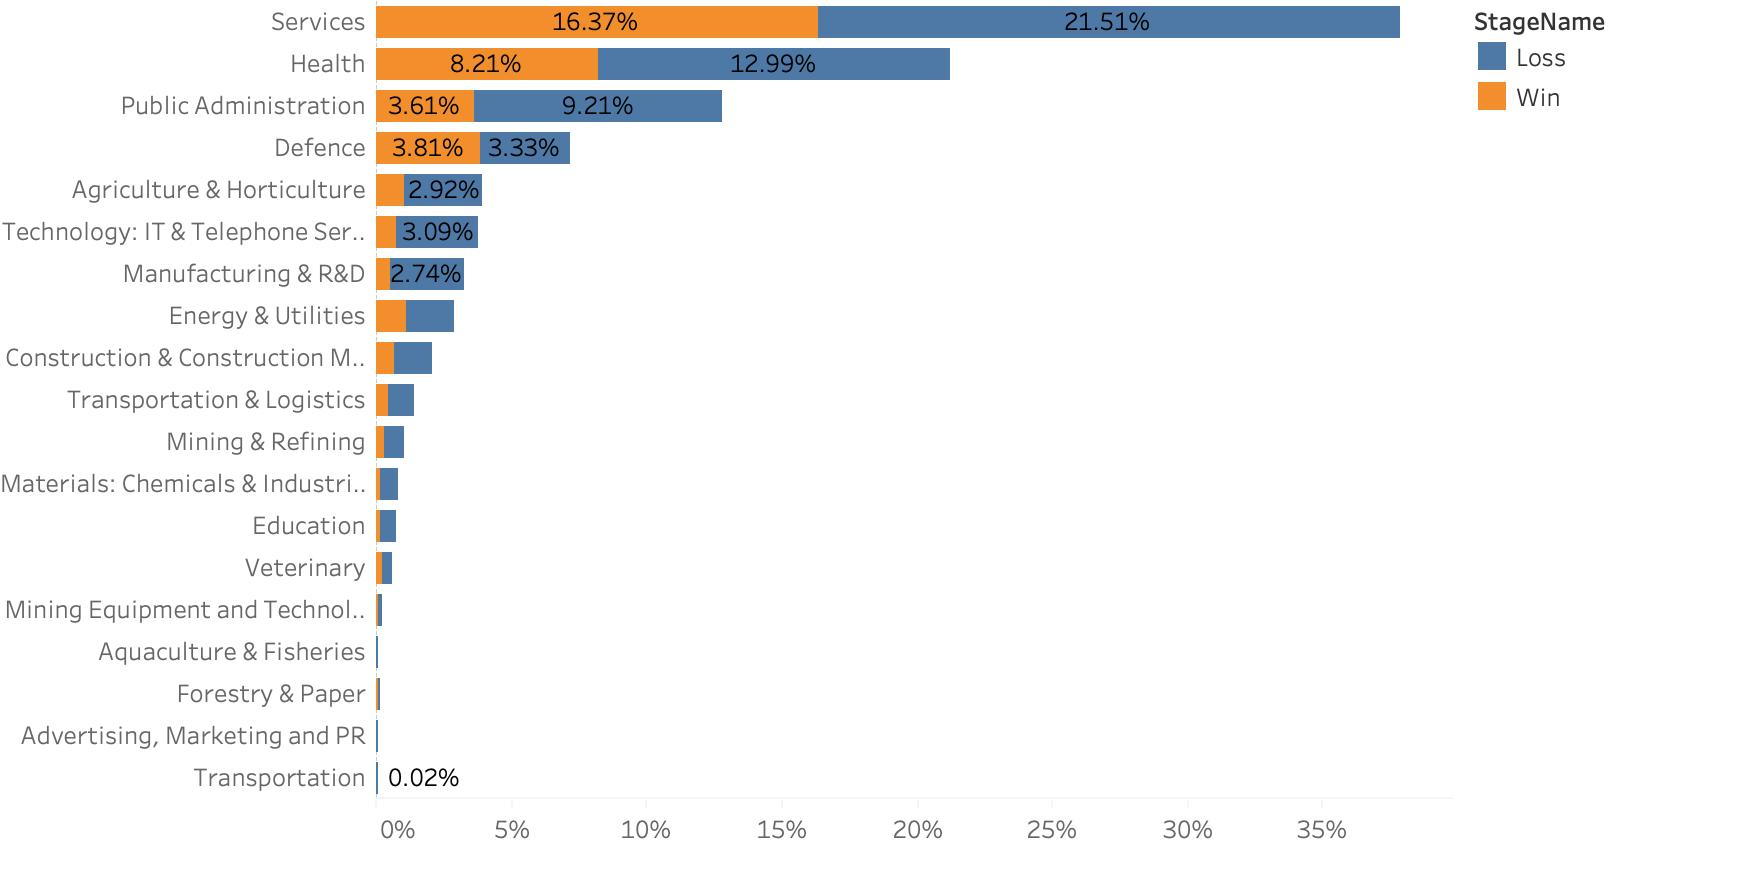 Services 16.37% 21.51%
Health 8.21% 12.99%
Public Administration 3.61% 9.21%
Defence 3.81% 3.33%
Agriculture & Horticulture 2.92%
Technology: IT & Telephone Ser.. 3.09%
Manufacturing & R&D 2.74%
Energy & Utilities
Construction & Construction M..
Transportation & Logistics
Mining & Refining
Materials: Chemicals & Industri..
Education
Veterinary
Mining Equipment and Technol..
Aquaculture & Fisheries
Forestry & Paper
Advertising, Marketing and PR
Transportation 0.02%
0% 5% 10% 15% 20% 25% 30% 35%
StageName
Loss
Win